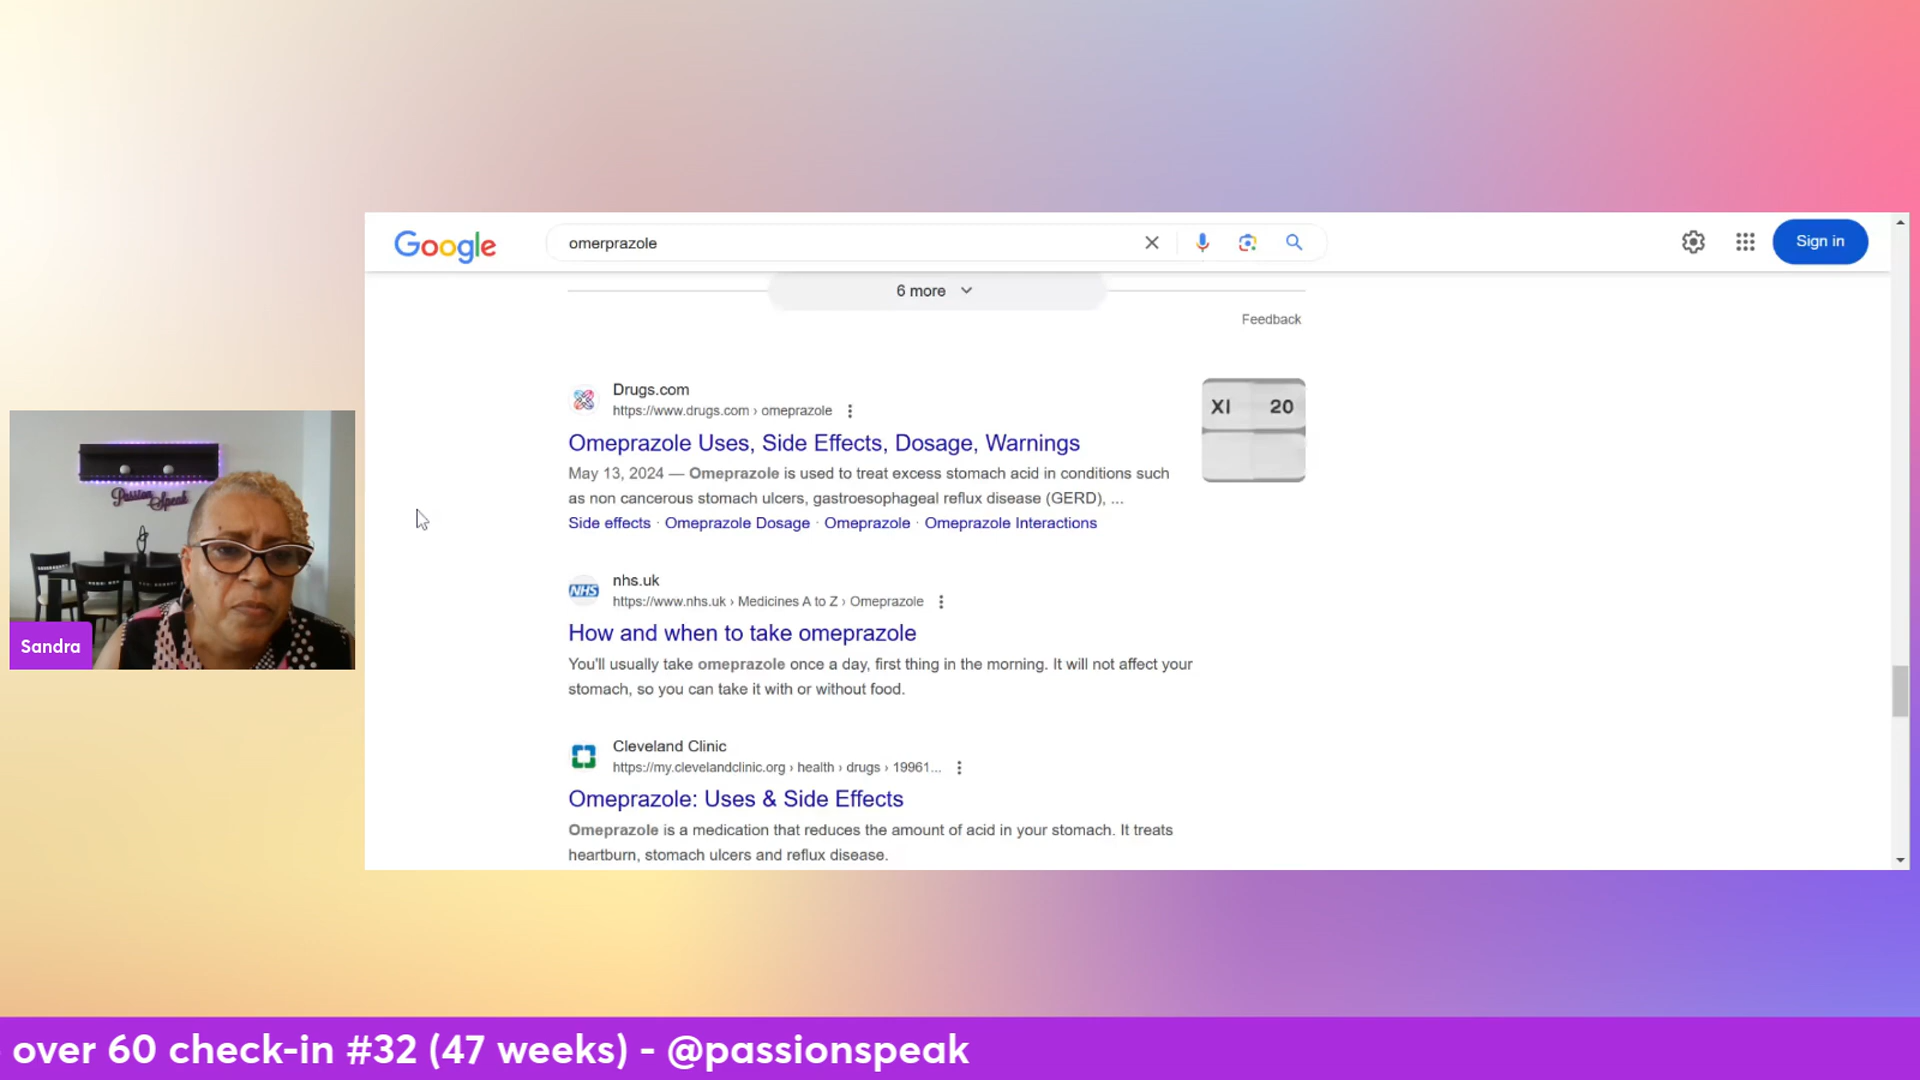 Google
omerprazole
Sign in
6 more
Feedback
Drugs.com
https://www.drugs.com › omeprazole
XI 20
Omeprazole Uses, Side Effects, Dosage, Warnings
May 13, 2024 — Omeprazole is used to treat excess stomach acid in conditions such
as non cancerous stomach ulcers, gastroesophageal reflux disease (GERD), ...
Side effects · Omeprazole Dosage · Omeprazole · Omeprazole Interactions
NHS
nhs.uk
https://www.nhs.uk › Medicines A to Z › Omeprazole
How and when to take omeprazole
You'll usually take omeprazole once a day, first thing in the morning. It will not affect your
stomach, so you can take it with or without food.
Cleveland Clinic
https://my.clevelandclinic.org › health › drugs › 19961...
Omeprazole: Uses & Side Effects
Omeprazole is a medication that reduces the amount of acid in your stomach. It treats
heartburn, stomach ulcers and reflux disease.
Passion Speak
Sandra
over 60 check-in #32 (47 weeks) - @passionspeak